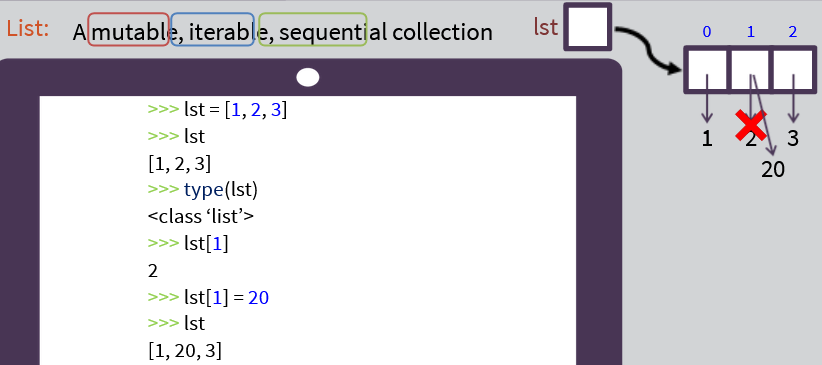 List: A mutable, iterable, sequential collection
lst
0 1 2
>>> lst = [1, 2, 3]
>>> lst
[1, 2, 3]
>>> type(lst)
<class ‘list’>
>>> lst[1]
2
>>> lst[1] = 20
>>> lst
[1, 20, 3]
1 2 3
20